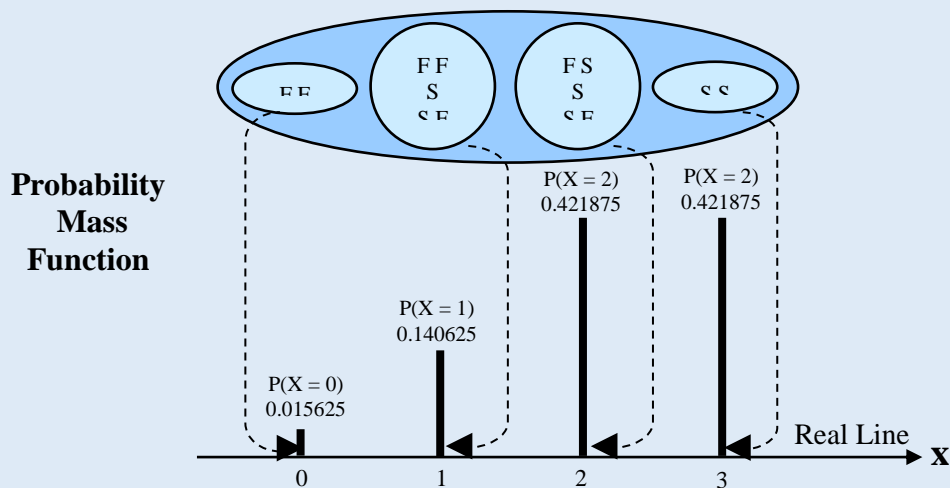 F F
S
F S
S
Probability
Mass
Function
P(X = 2)
0.421875
P(X = 2)
0.421875
P(X = 1)
0.140625
P(X = 0)
0.015625
Real Line
X
0
1
2
3